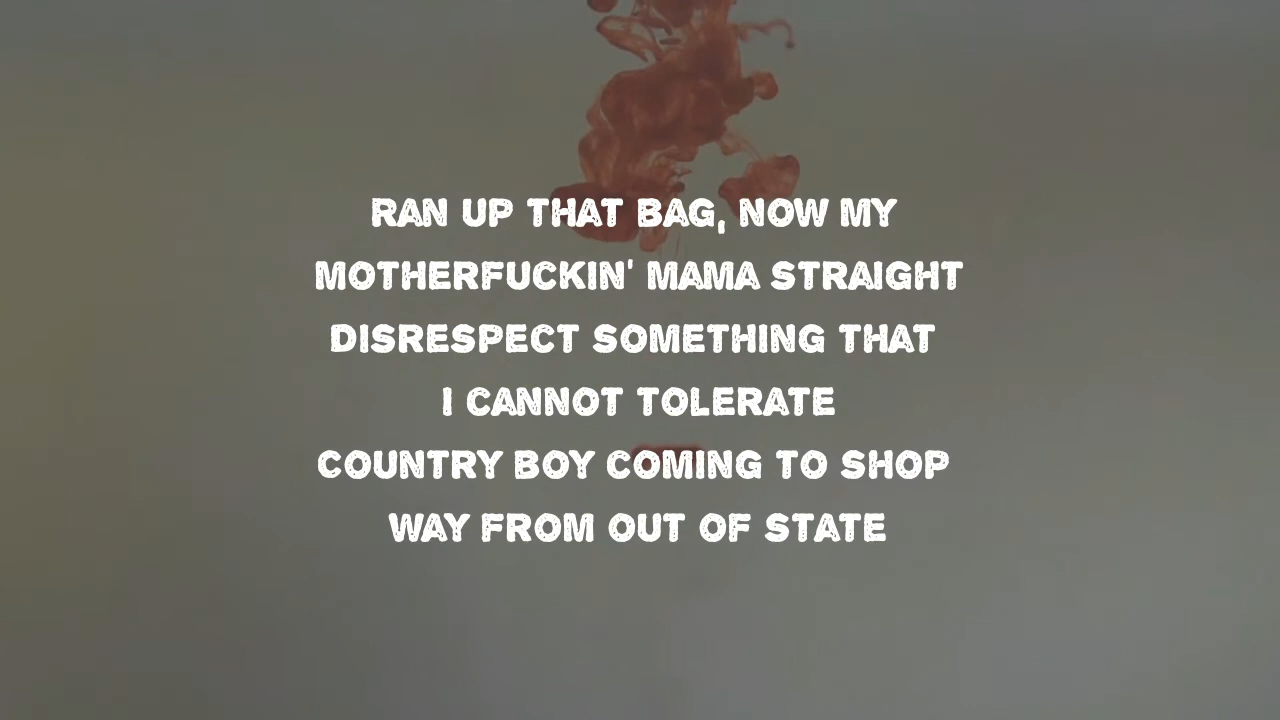 RAN UP THAT BAG, NOW MY
MOTHERFUCKIN' MAMA STRAIGHT
DISRESPECT SOMETHING THAT
I CANNOT TOLERATE
COUNTRY BOY COMING TO SHOP
WAY FROM OUT OF STATE